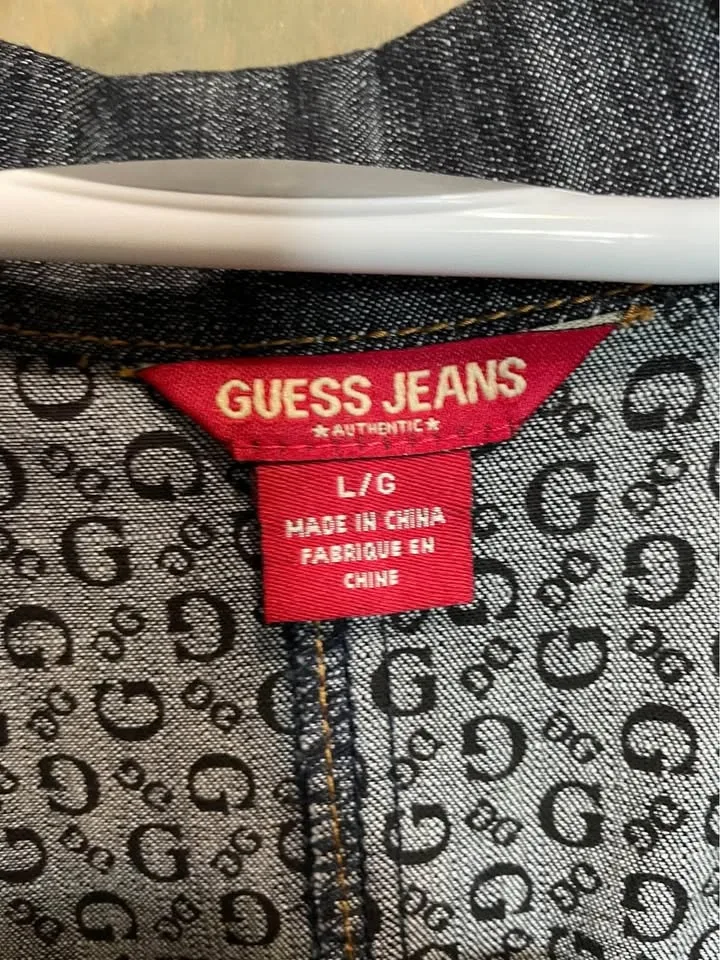 GUESS JEANS
★AUTHENTIC★
L/G
MADE IN CHINA
FABRIQUE EN
CHINE